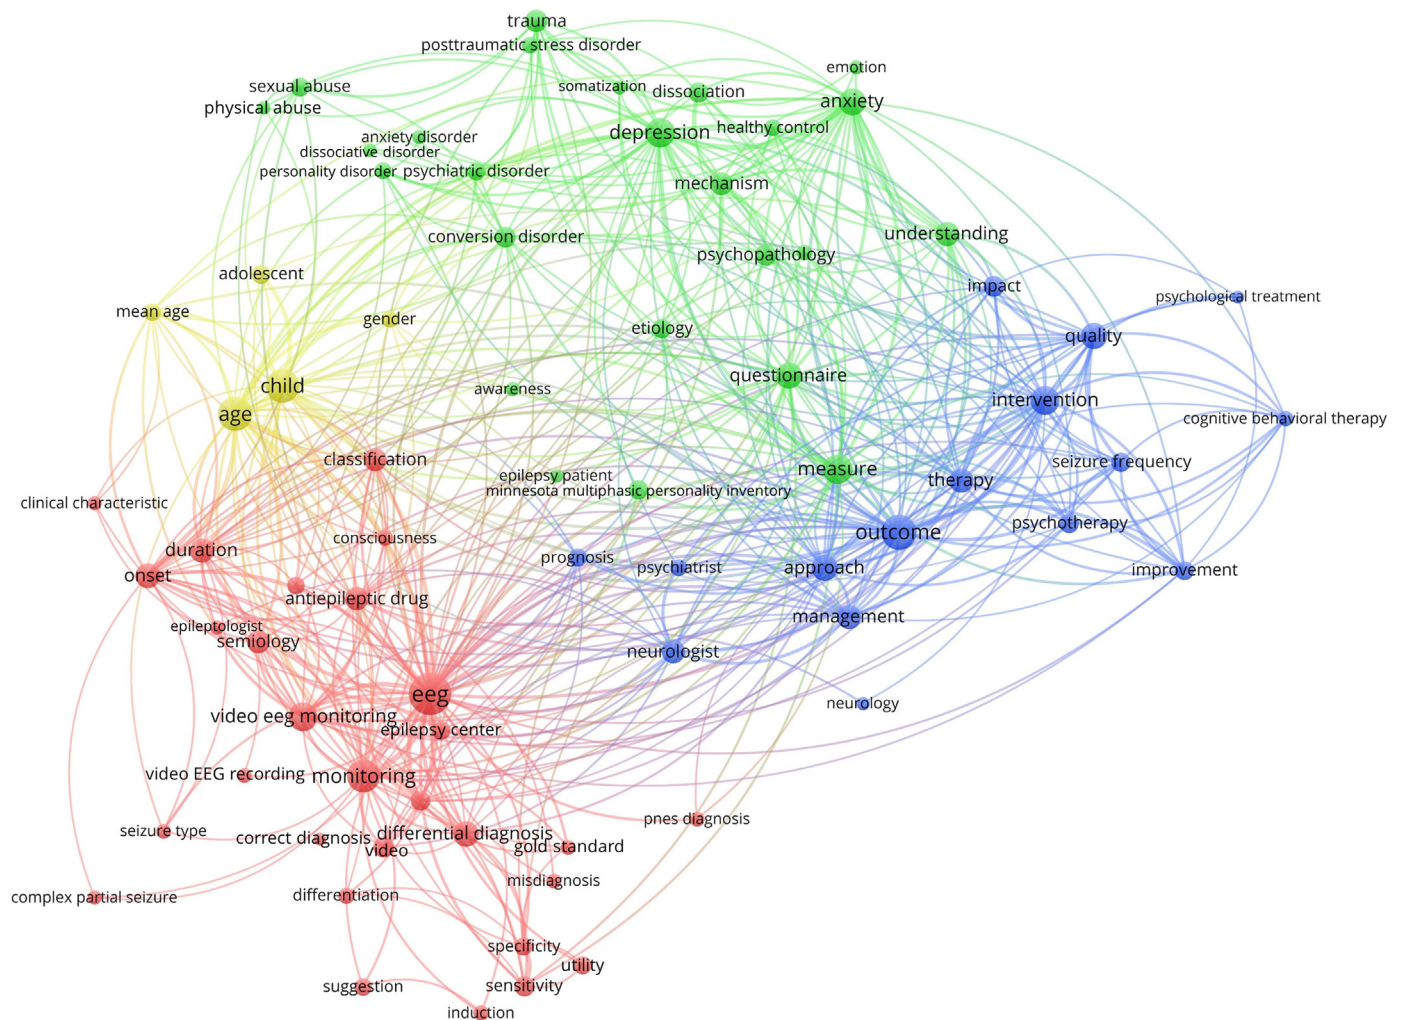 trauma
posttraumatic stress disorder
emotion
sexual abuse
somatization
dissociation
anxiety
physical abuse
depression
healthy control
anxiety disorder
dissociative disorder
personality disorder
psychiatric disorder
mechanism
conversion disorder
understanding
psychopathology
adolescent
impact
psychological treatment
mean age
gender
etiology
quality
child
questionnaire
awareness
intervention
age
cognitive behavioral therapy
classification
seizure frequency
measure
epilepsy patient
therapy
minnesota multiphasic personality inventory
clinical characteristic
psychotherapy
outcome
consciousness
duration
prognosis
psychiatrist
approach
improvement
onset
antiepileptic drug
management
epileptologist
semiology
neurologist
eeg
neurology
video eeg monitoring
epilepsy center
video EEG recording
monitoring
pnes diagnosis
seizure type
correct diagnosis
differential diagnosis
video
gold standard
misdiagnosis
complex partial seizure
differentiation
specificity
utility
suggestion
sensitivity
induction